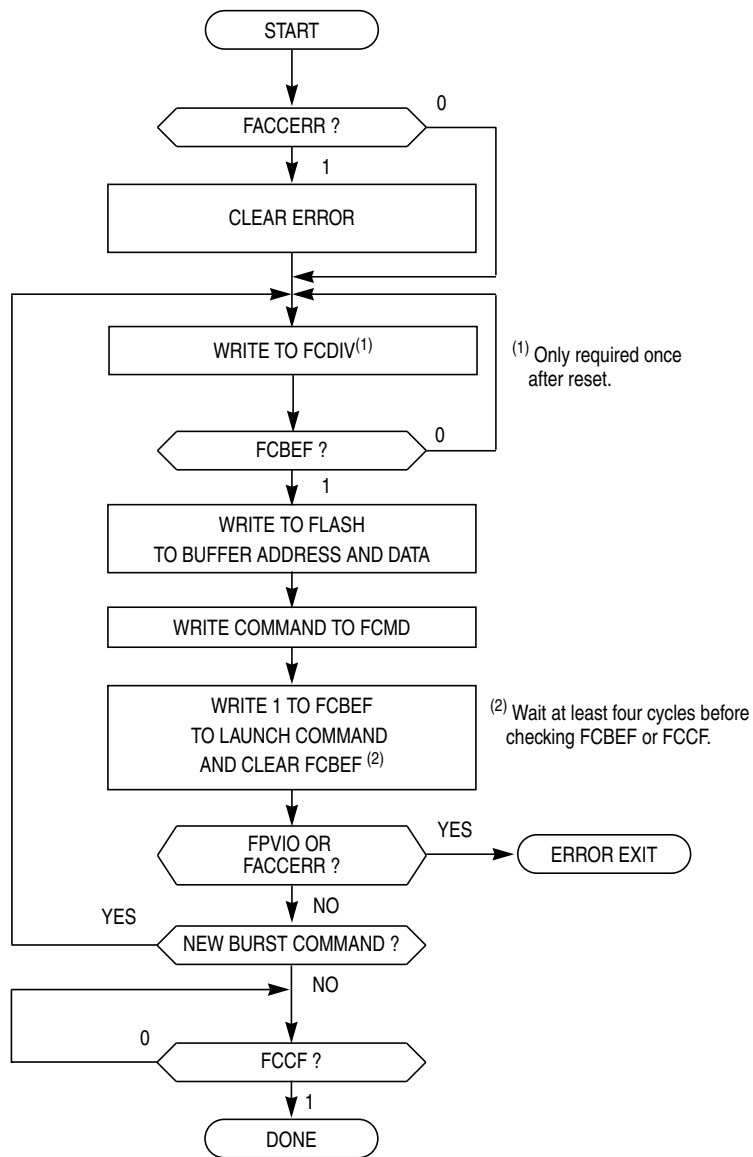 START
FACCERR ?
0
1
CLEAR ERROR
WRITE TO FCDIV(1)
(1) Only required once
after reset.
FCBEF ?
0
1
WRITE TO FLASH
TO BUFFER ADDRESS AND DATA
WRITE COMMAND TO FCMD
WRITE 1 TO FCBEF
TO LAUNCH COMMAND
AND CLEAR FCBEF (2)
(2) Wait at least four cycles before
checking FCBEF or FCCF.
FPVIO OR
FACCERR ?
YES
ERROR EXIT
NO
YES
NEW BURST COMMAND ?
NO
0
FCCF ?
1
DONE